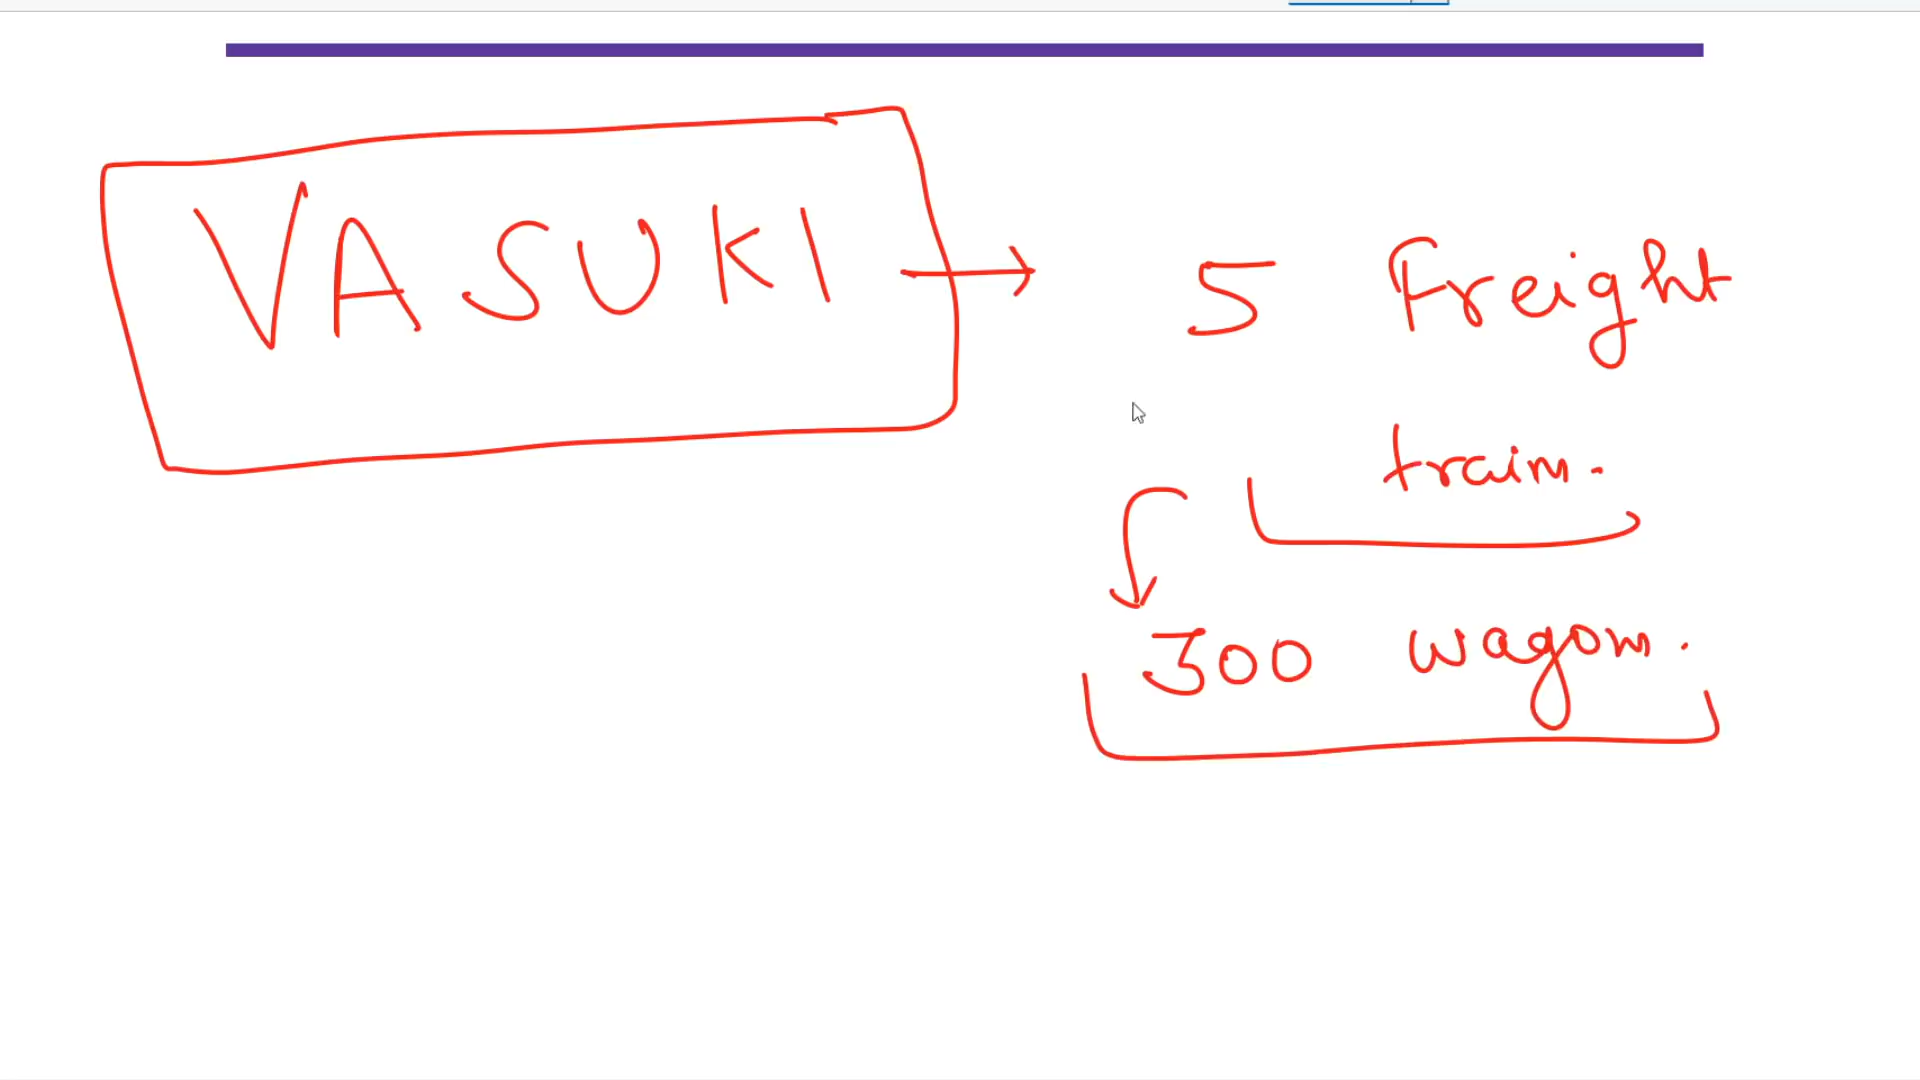 VASUKI → 5 Freight
train.
300 wagon.